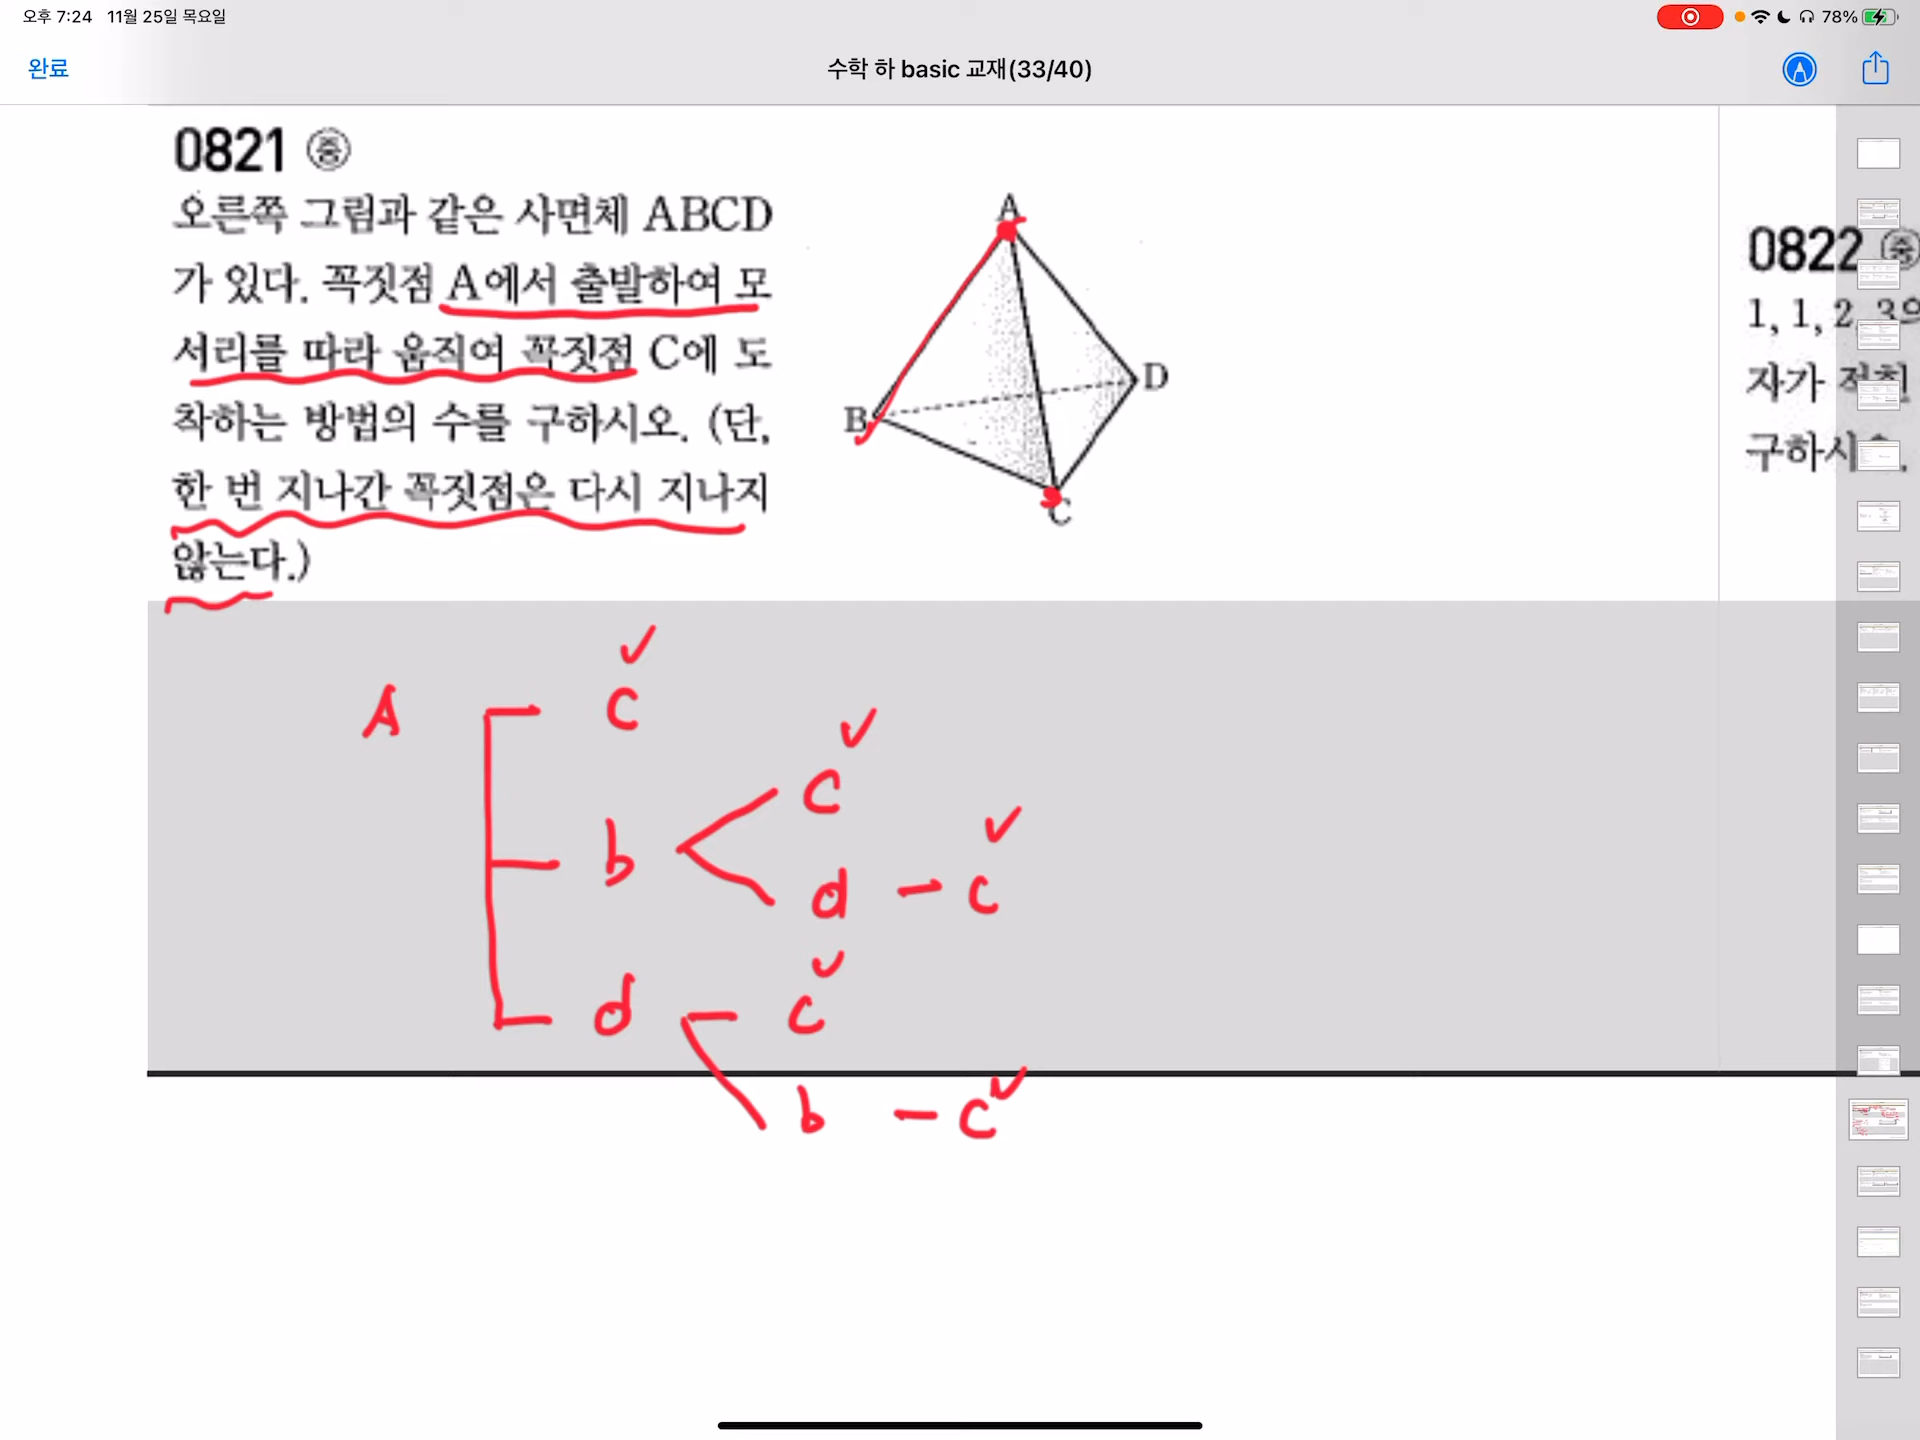 오후 7:24 11월 25일 목요일
78%
완료
수학 하 basic 교재(33/40)
0821 중
오른쪽 그림과 같은 사면체 ABCD
가 있다. 꼭짓점 A에서 출발하여 모
서리를 따라 움직여 꼭짓점 C에 도
착하는 방법의 수를 구하시오. (단,
한 번 지나간 꼭짓점은 다시 지나지
않는다.)
A
B
D
C
0822 중
1, 1, 2, 3의
자가 적힌
구하시오.
A
c
b
c
d - c
d
c
b - c